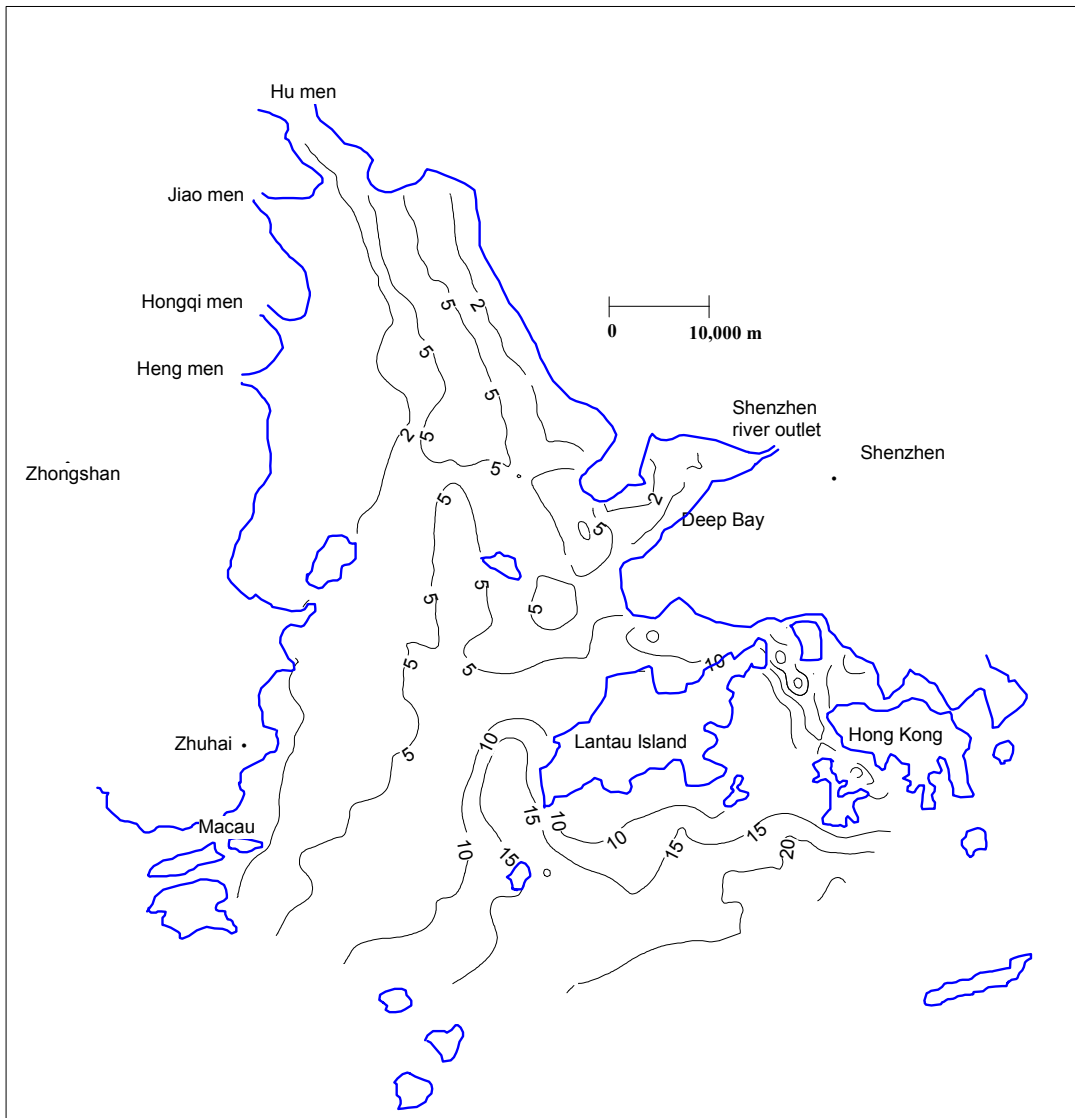 Hu men
Jiao men
Hongqi men
2
5
0 10,000 m
5
Heng men
5
Shenzhen
river outlet
2
5
Shenzhen
Zhongshan
5
5
2
Deep Bay
5
5
5
5
5
5
10
Zhuhai
10
Lantau Island
Hong Kong
5
15
10
Macau
10
15
10
15
15
20